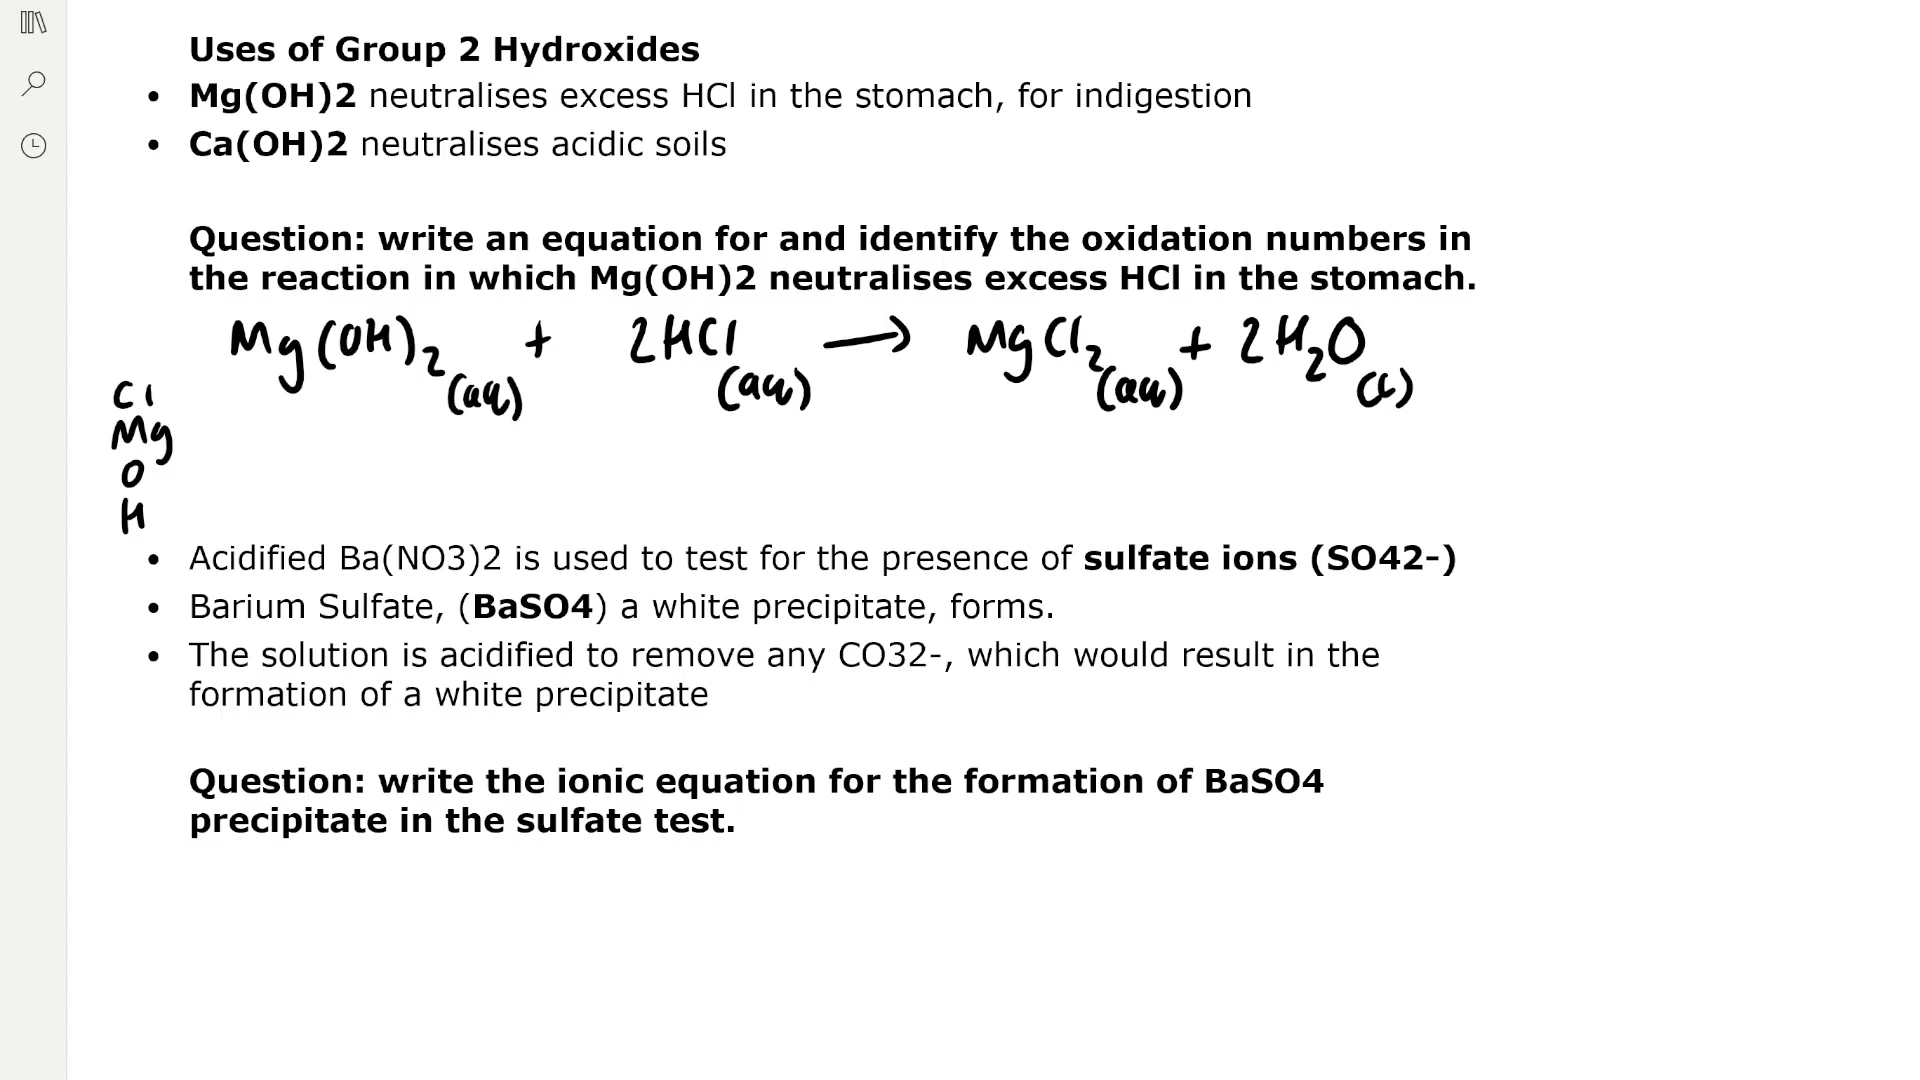 Uses of Group 2 Hydroxides
• Mg(OH)2 neutralises excess HCl in the stomach, for indigestion
• Ca(OH)2 neutralises acidic soils
Question: write an equation for and identify the oxidation numbers in
the reaction in which Mg(OH)2 neutralises excess HCl in the stomach.
Mg(OH)₂(aq) + 2HCl(aq) → MgCl₂(aq) + 2H₂O(l)
Cl
Mg
O
H
• Acidified Ba(NO3)2 is used to test for the presence of sulfate ions (SO42-)
• Barium Sulfate, (BaSO4) a white precipitate, forms.
• The solution is acidified to remove any CO32-, which would result in the
formation of a white precipitate
Question: write the ionic equation for the formation of BaSO4
precipitate in the sulfate test.